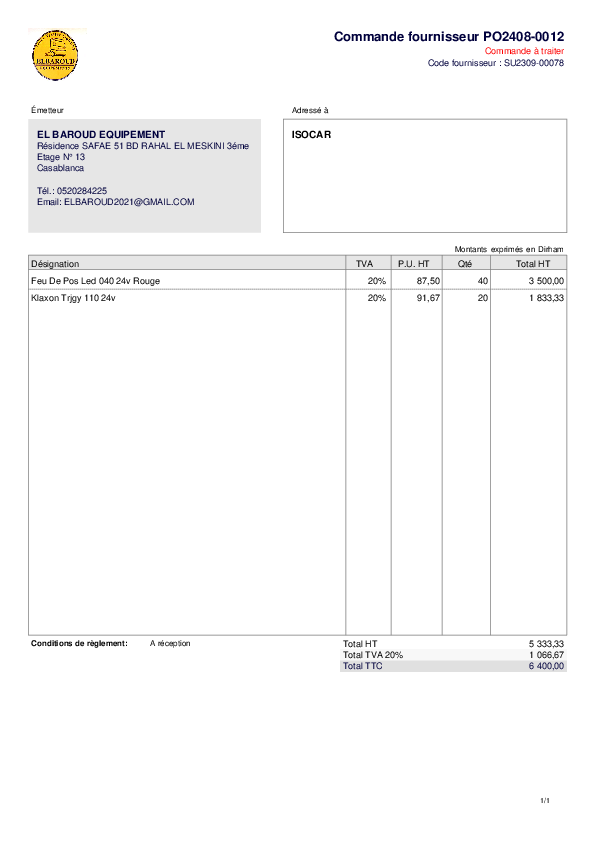 ELBAROUD
Commande fournisseur PO2408-0012
Commande à traiter
Code fournisseur : SU2309-00078
Émetteur
EL BAROUD EQUIPEMENT
Résidence SAFAE 51 BD RAHAL EL MESKINI 3éme
Etage N° 13
Casablanca
Tél.: 0520284225
Email: ELBAROUD2021@GMAIL.COM
Adressé à
ISOCAR
Montants exprimés en Dirham
Désignation TVA P.U. HT Qté Total HT
Feu De Pos Led 040 24v Rouge 20% 87,50 40 3 500,00
Klaxon Trjgy 110 24v 20% 91,67 20 1 833,33
Conditions de règlement: A réception
Total HT 5 333,33
Total TVA 20% 1 066,67
Total TTC 6 400,00
1/1